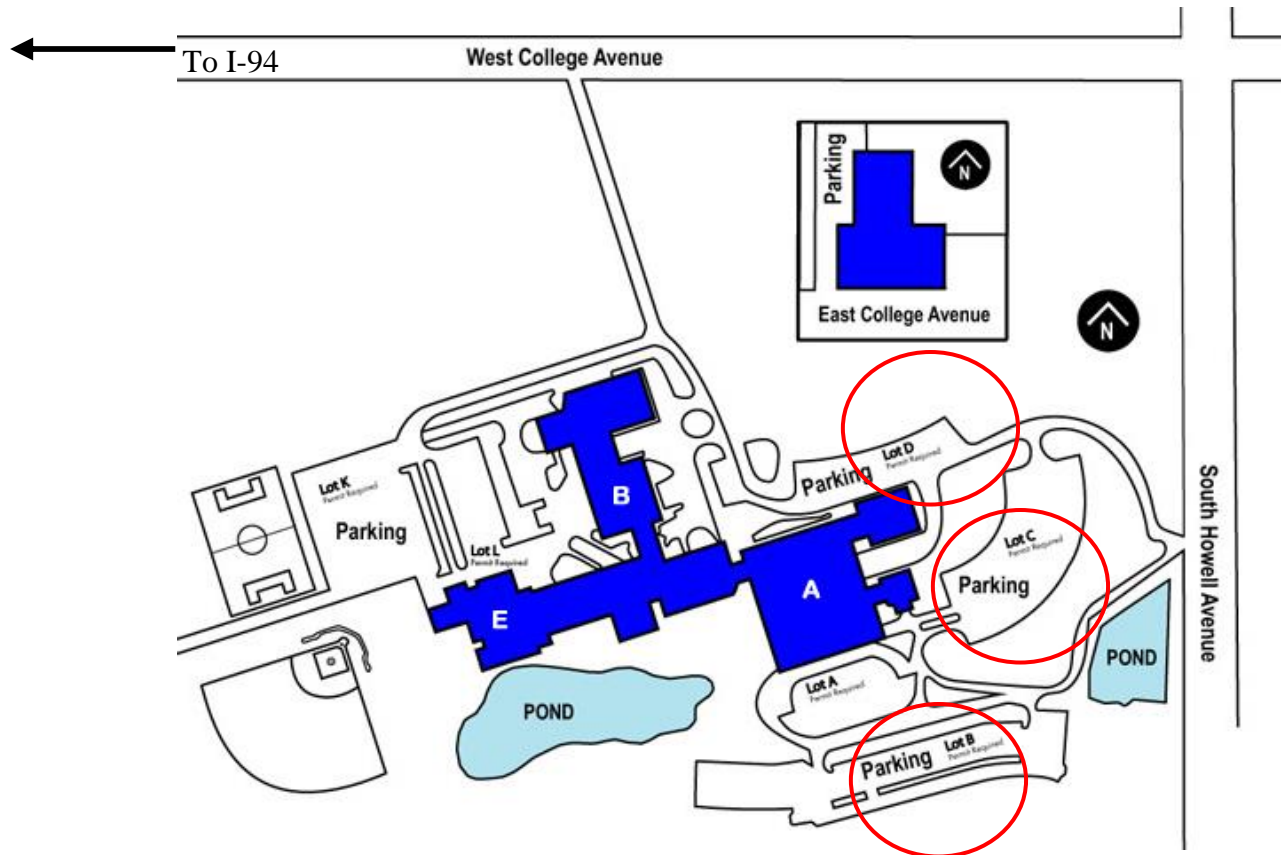 To I-94
West College Avenue
Parking
N
East College Avenue
N
Lot D
Permit Required
Parking
B
Lot K
Permit Required
Parking
Lot C
Permit Required
Parking
Lot L
Permit Required
A
E
South Howell Avenue
POND
Lot A
Permit Required
POND
Lot B
Permit Required
Parking